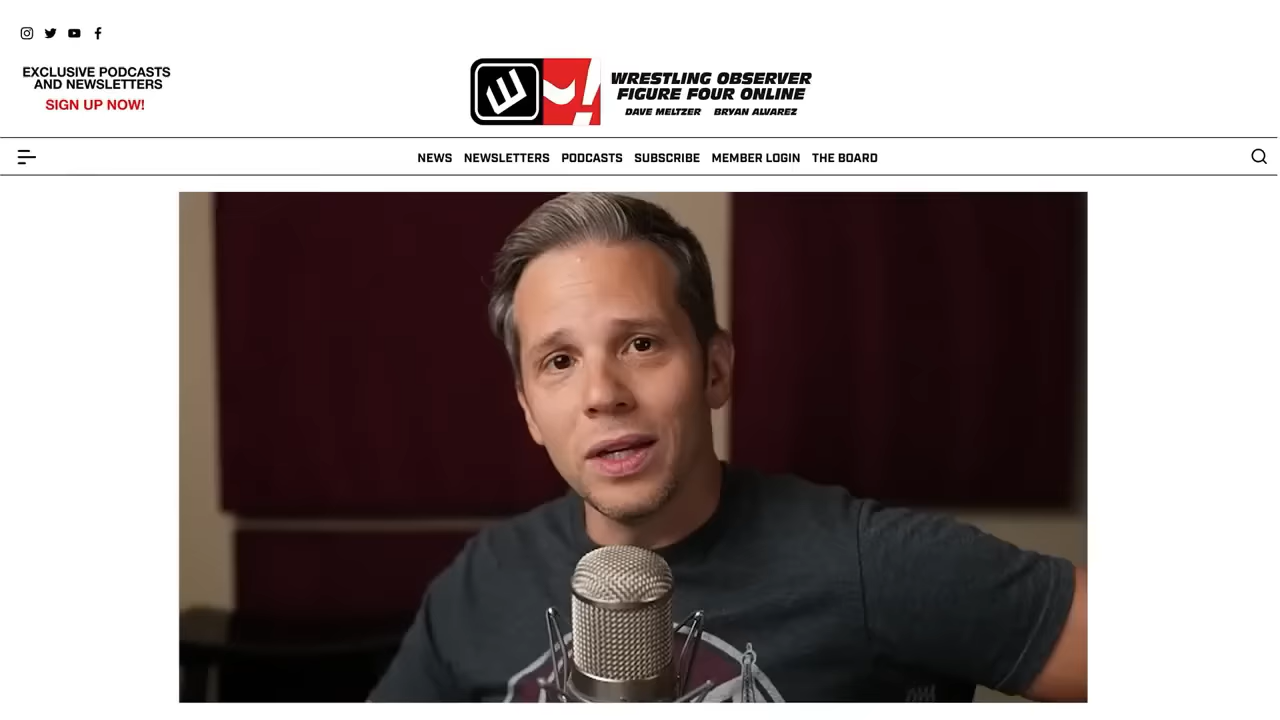 EXCLUSIVE PODCASTS
AND NEWSLETTERS
SIGN UP NOW!
WRESTLING OBSERVER
FIGURE FOUR ONLINE
DAVE MELTZER BRYAN ALVAREZ
NEWS NEWSLETTERS PODCASTS SUBSCRIBE MEMBER LOGIN THE BOARD